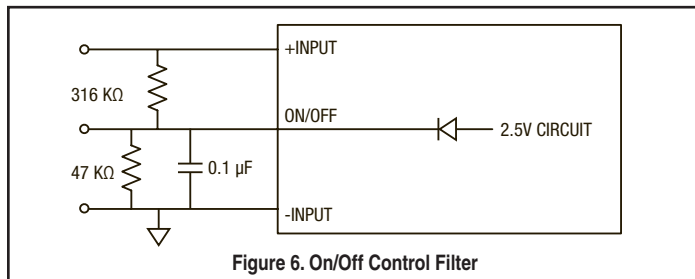 +INPUT
316 KΩ
ON/OFF
2.5V CIRCUIT
47 KΩ
0.1 µF
-INPUT
Figure 6. On/Off Control Filter